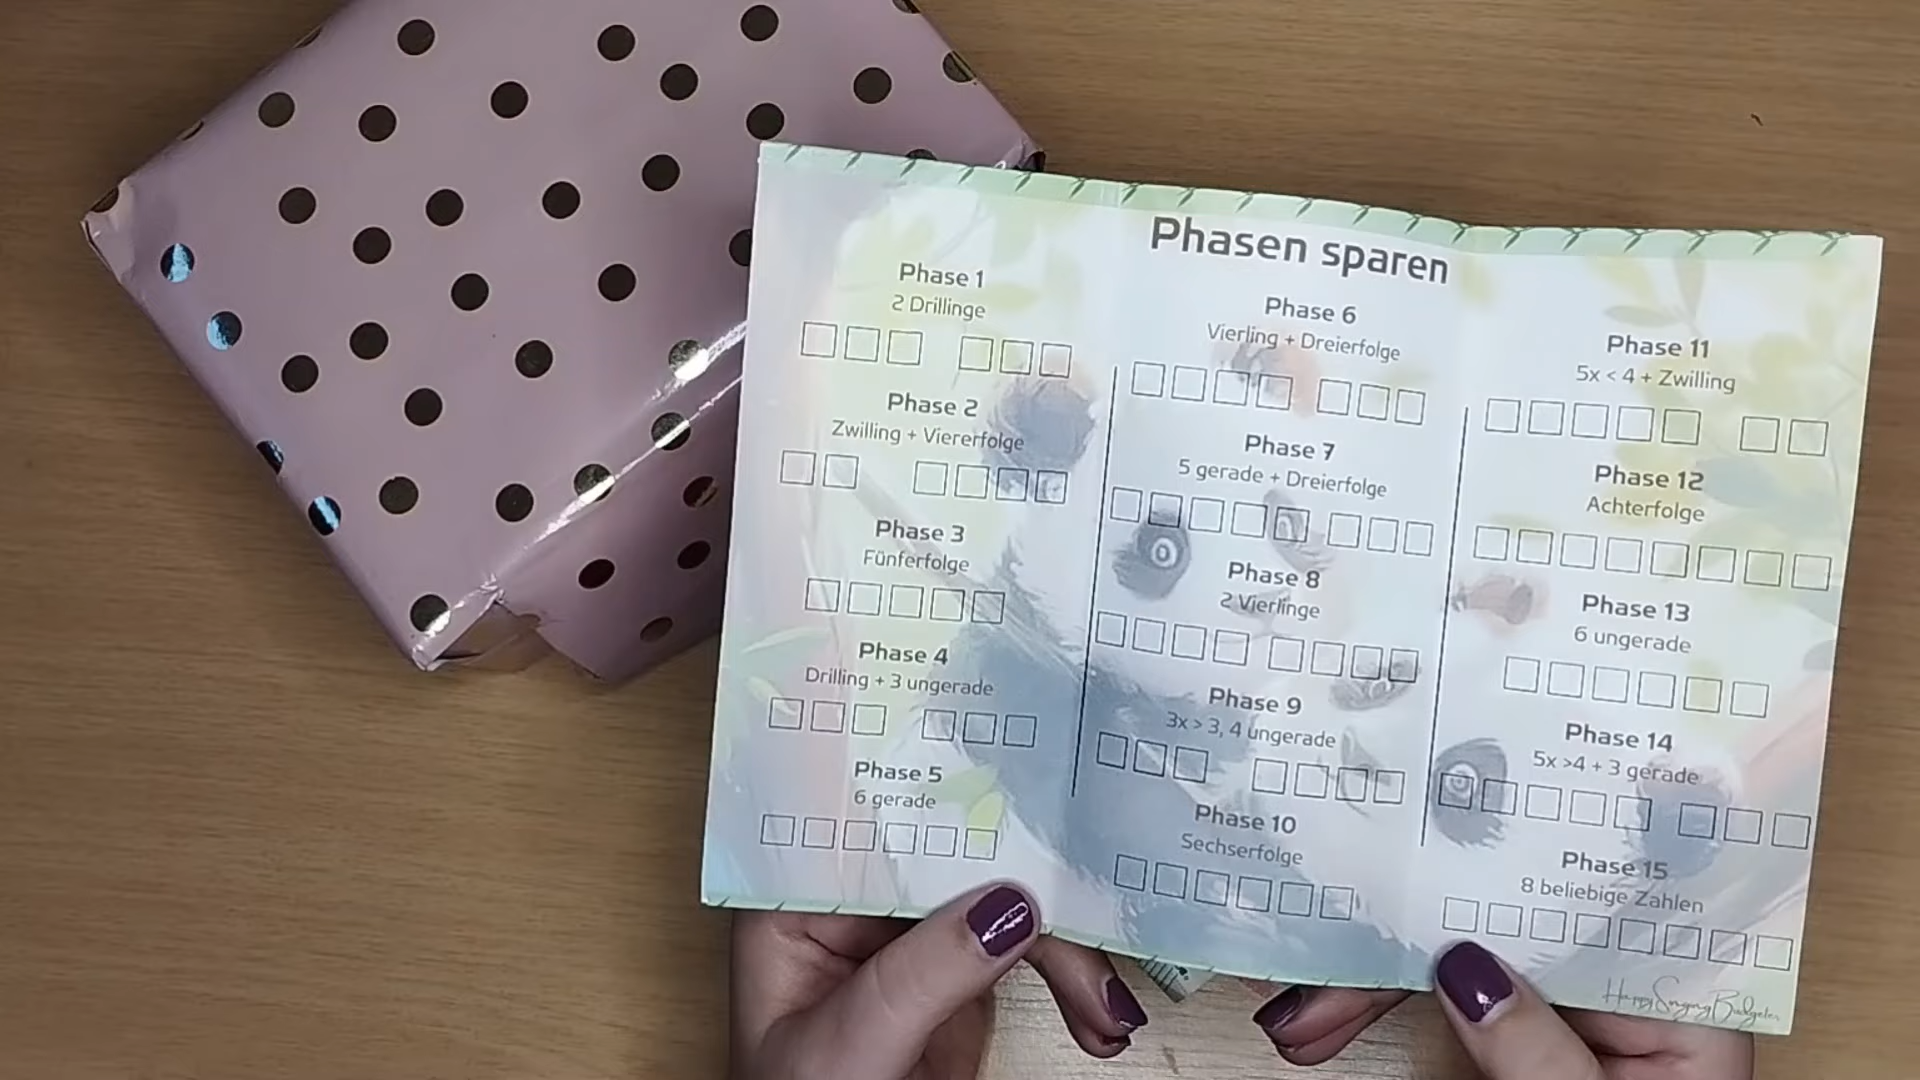 Phasen sparen
Phase 1
2 Drillinge
Phase 2
Zwilling + Viererfolge
Phase 3
Fünferfolge
Phase 4
Drilling + 3 ungerade
Phase 5
6 gerade
Phase 6
Vierling + Dreierfolge
Phase 7
5 gerade + Dreierfolge
Phase 8
2 Vierlinge
Phase 9
3x > 3, 4 ungerade
Phase 10
Sechserfolge
Phase 11
5x < 4 + Zwilling
Phase 12
Achterfolge
Phase 13
6 ungerade
Phase 14
5x >4 + 3 gerade
Phase 15
8 beliebige Zahlen